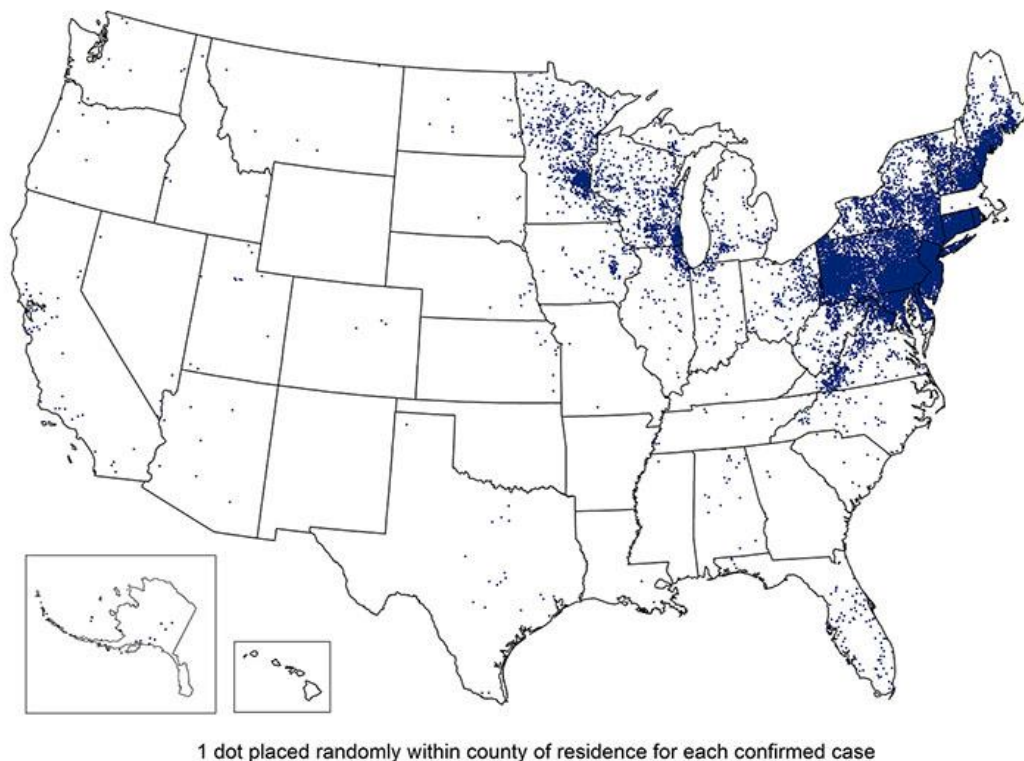 1 dot placed randomly within county of residence for each confirmed case